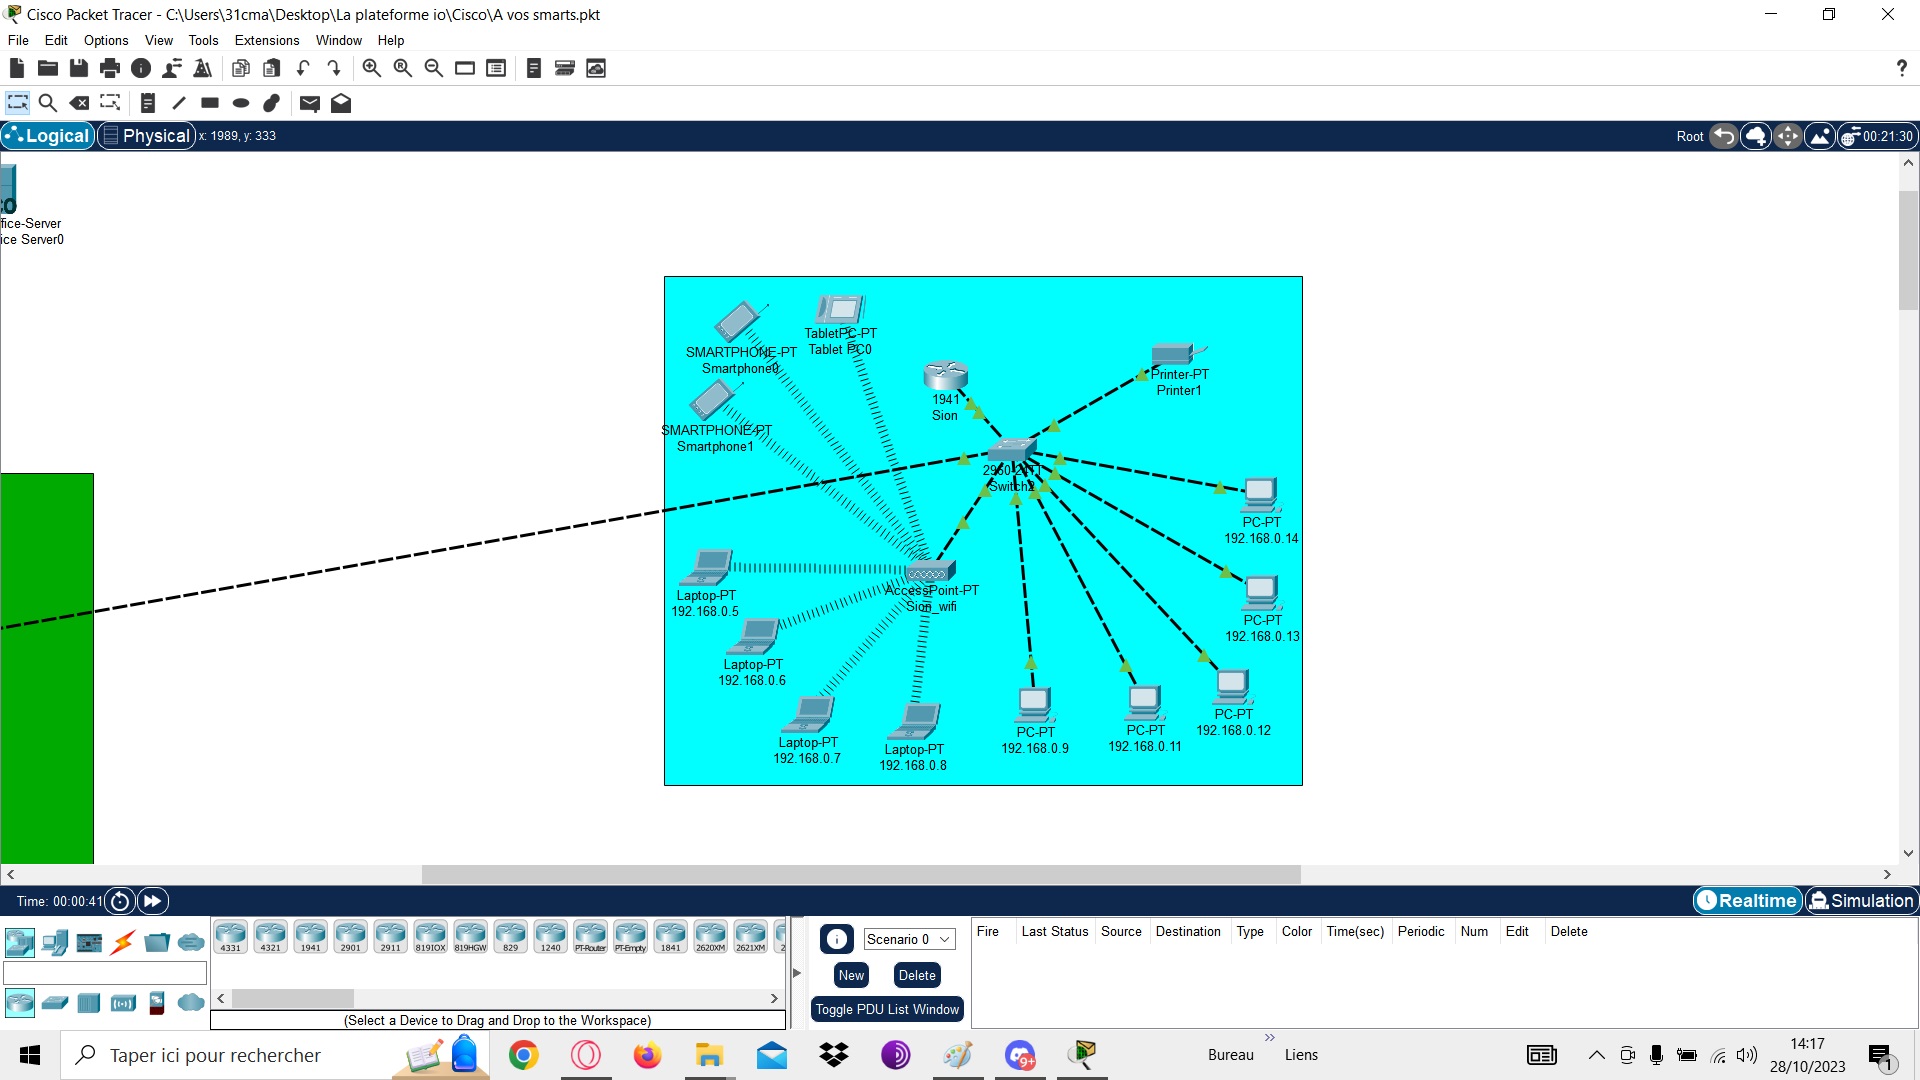 Cisco Packet Tracer - C:\Users\31cma\Desktop\La plateforme io\Cisco\A vos smarts.pkt
File Edit Options View Tools Extensions Window Help
?
Logical Physical x: 1989, y: 333
Root 00:21:30
fice-Server
ice Server0
SMARTPHONE-PT
Smartphone0
TabletPC-PT
Tablet PC0
SMARTPHONE-PT
Smartphone1
1941
Sion
Printer-PT
Printer1
2960-24TT
Switch2
PC-PT
192.168.0.14
PC-PT
192.168.0.13
AccessPoint-PT
Sion_wifi
Laptop-PT
192.168.0.5
Laptop-PT
192.168.0.6
Laptop-PT
192.168.0.7
Laptop-PT
192.168.0.8
PC-PT
192.168.0.9
PC-PT
192.168.0.11
PC-PT
192.168.0.12
Time: 00:00:41
Realtime Simulation
4331 4321 1941 2901 2911 819IOX 819HGW 829 1240 PT-Router PT-Empty 1841 2620XM 2621XM 2
(Select a Device to Drag and Drop to the Workspace)
Scenario 0
New Delete
Toggle PDU List Window
Fire Last Status Source Destination Type Color Time(sec) Periodic Num Edit Delete
Taper ici pour rechercher
9+
Bureau
Liens
14:17
28/10/2023
1